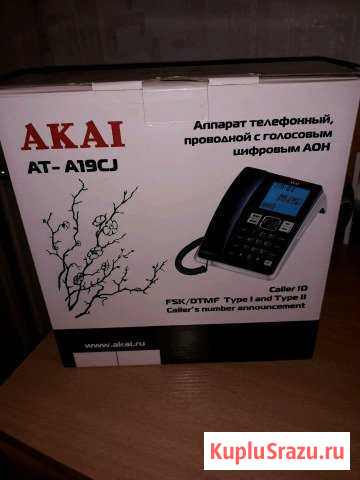 AKAI
AT-A19CJ
Аппарат телефонный,
проводной с голосовым
цифровым АОН
AKAI
Caller ID
FSK/DTMF Type I and Type II
Caller's number announcement
www.akai.ru
KupluSrazu.ru